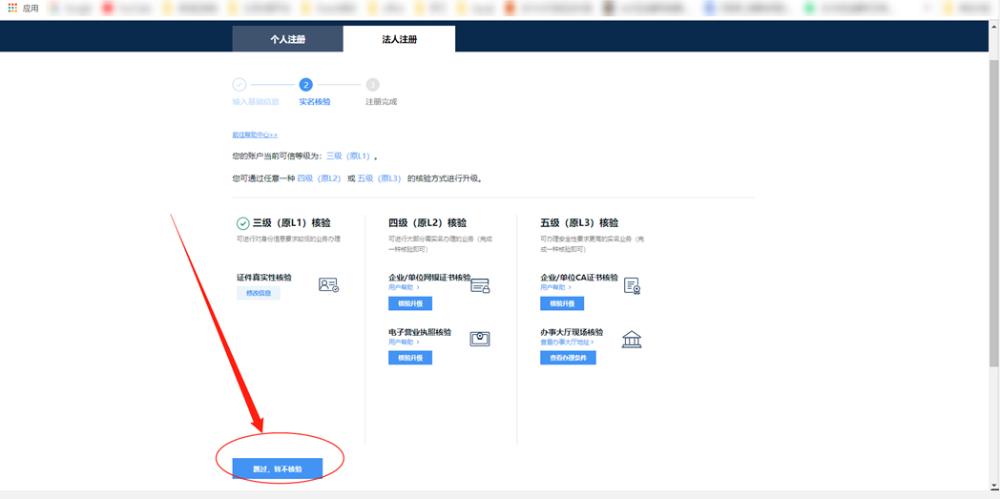 应用
个人注册
法人注册
2
3
输入基础信息
实名核验
注册完成
前往帮助中心>>
您的账户当前可信等级为：三级（原L1）。
您可通过任意一种 四级（原L2） 或 五级（原L3） 的核验方式进行升级。
三级（原L1）核验
可进行对身份信息要求较低的业务办理
证件真实性核验
修改信息
四级（原L2）核验
可进行大部分需实名办理的业务（完成
一种核验即可）
企业/单位网银证书核验
用户帮助 >
核验升级
电子营业执照核验
用户帮助 >
核验升级
五级（原L3）核验
可办理安全性要求更高的实名业务（完
成一种核验即可）
企业/单位CA证书核验
用户帮助 >
核验升级
办事大厅现场核验
查看办事大厅地址 >
查看办理条件
跳过，暂不核验